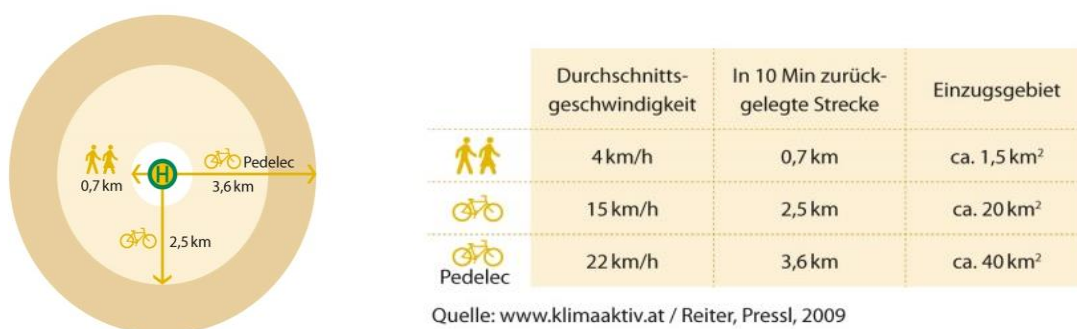 H
0,7 km
Pedelec
3,6 km
2,5 km
Durchschnitts-
geschwindigkeit
In 10 Min zurück-
gelegte Strecke
Einzugsgebiet
4 km/h
0,7 km
ca. 1,5 km²
15 km/h
2,5 km
ca. 20 km²
Pedelec
22 km/h
3,6 km
ca. 40 km²
Quelle: www.klimaaktiv.at / Reiter, Pressl, 2009